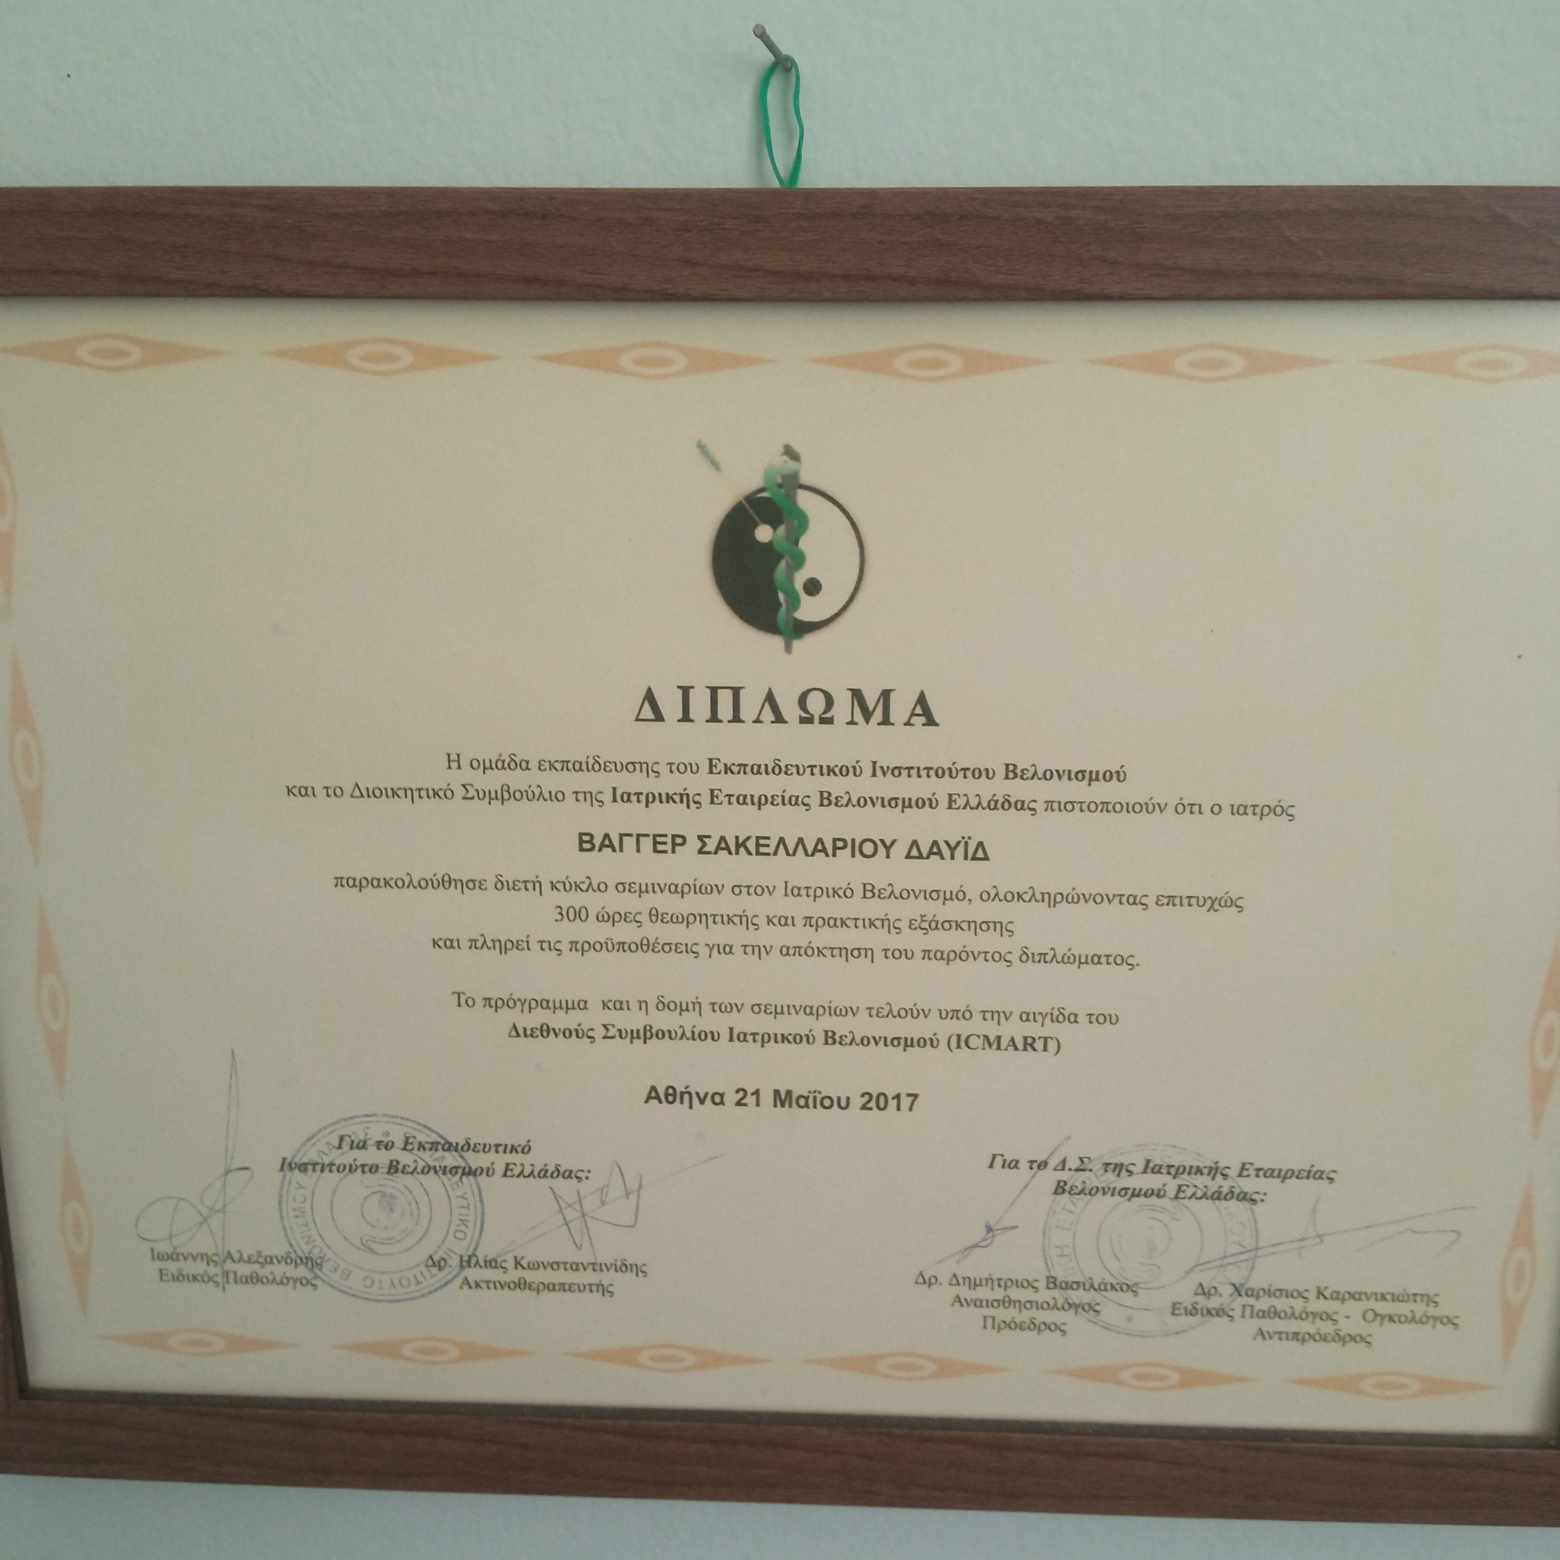 ΔΙΠΛΩΜΑ
Η ομάδα εκπαίδευσης του Εκπαιδευτικού Ινστιτούτου Βελονισμού
και το Διοικητικό Συμβούλιο της Ιατρικής Εταιρείας Βελονισμού Ελλάδας πιστοποιούν ότι ο ιατρός
ΒΑΓΓΕΡ ΣΑΚΕΛΛΑΡΙΟΥ ΔΑΥΪΔ
παρακολούθησε διετή κύκλο σεμιναρίων στον Ιατρικό Βελονισμό, ολοκληρώνοντας επιτυχώς
300 ώρες θεωρητικής και πρακτικής εξάσκησης
και πληρεί τις προϋποθέσεις για την απόκτηση του παρόντος διπλώματος.
Το πρόγραμμα και η δομή των σεμιναρίων τελούν υπό την αιγίδα του
Διεθνούς Συμβουλίου Ιατρικού Βελονισμού (ICMART)
Αθήνα 21 Μαΐου 2017
Για το Εκπαιδευτικό
Ινστιτούτο Βελονισμού Ελλάδας:
Ιωάννης Αλεξανδρής
Ειδικός Παθολόγος
Δρ. Ηλίας Κωνσταντινίδης
Ακτινοθεραπευτής
Για το Δ.Σ. της Ιατρικής Εταιρείας
Βελονισμού Ελλάδας:
Δρ. Δημήτριος Βασιλάκος
Αναισθησιολόγος
Πρόεδρος
Δρ. Χαρίσιος Καρανικιώτης
Ειδικός Παθολόγος - Ογκολόγος
Αντιπρόεδρος